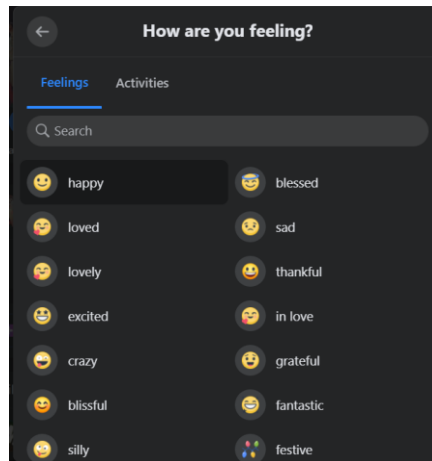 How are you feeling?
Feelings Activities
Search
happy blessed
loved sad
lovely thankful
excited in love
crazy grateful
blissful fantastic
silly festive